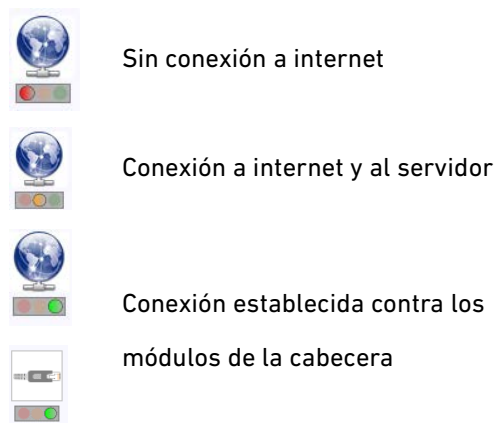 Sin conexión a internet
Conexión a internet y al servidor
Conexión establecida contra los
módulos de la cabecera